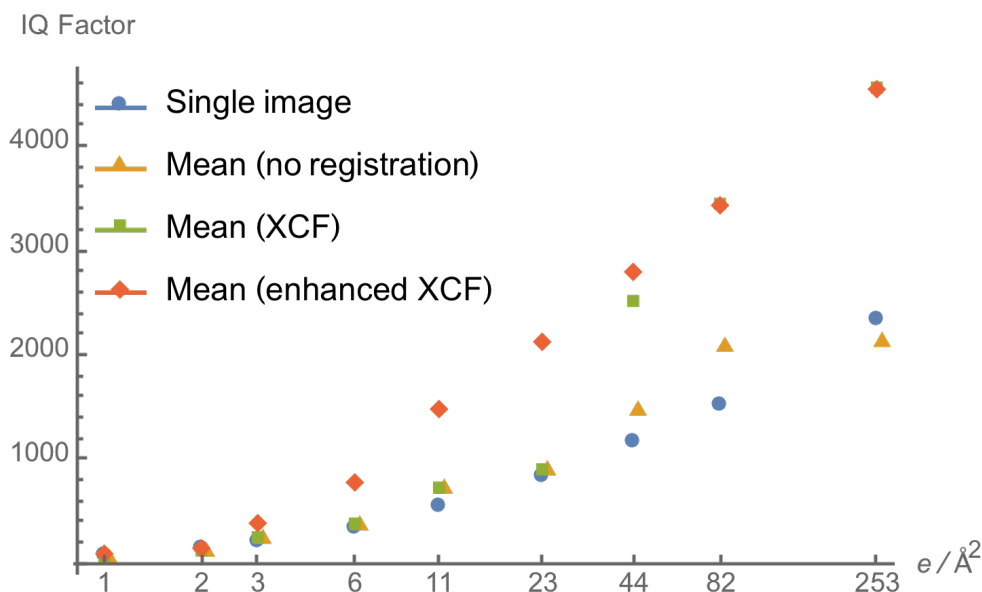 IQ Factor
Single image
Mean (no registration)
Mean (XCF)
Mean (enhanced XCF)
4000
3000
2000
1000
1 2 3 6 11 23 44 82 253
e / Å²